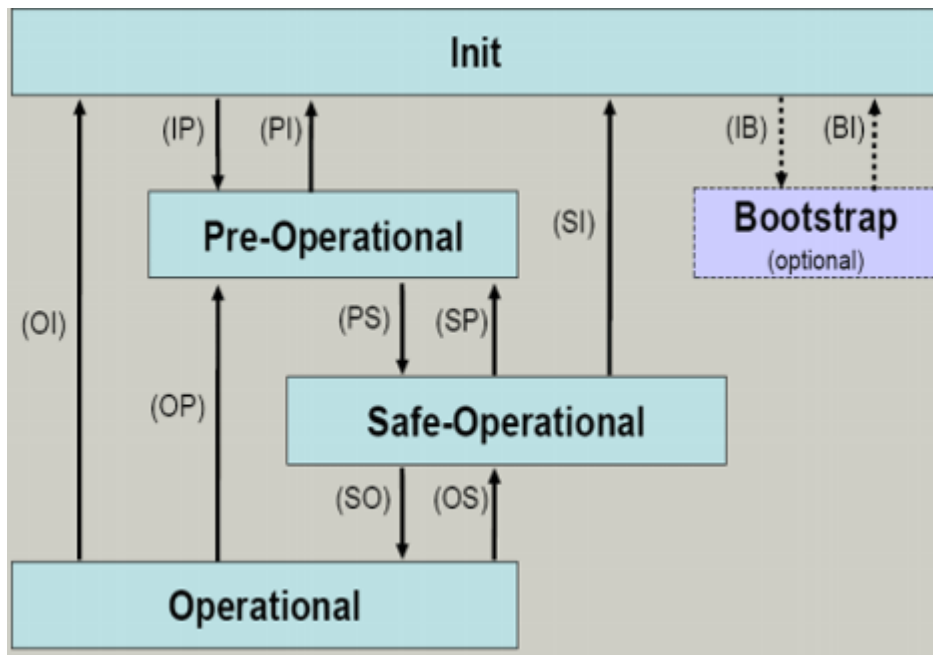 Init
(IP)
(PI)
(IB)
(BI)
Pre-Operational
(SI)
Bootstrap
(optional)
(OI)
(PS)
(SP)
(OP)
Safe-Operational
(SO)
(OS)
Operational